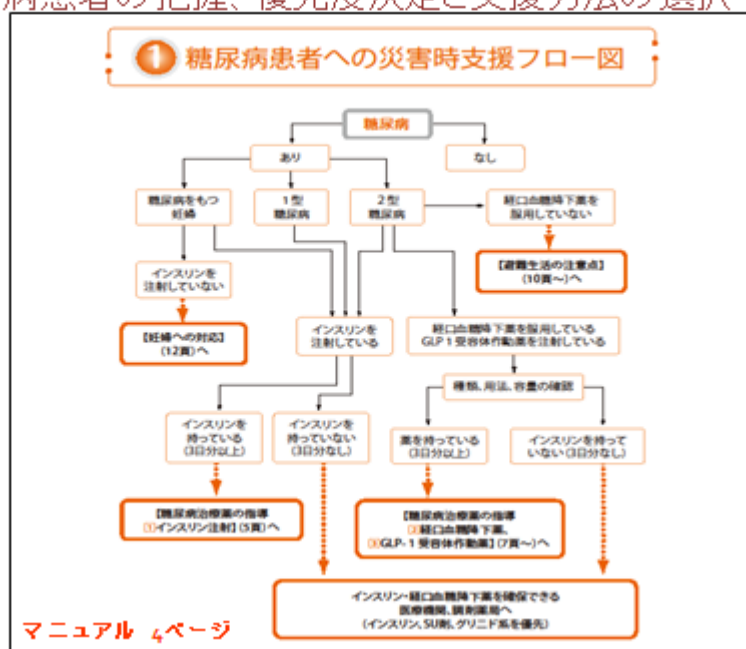 病患者の把握、優先度決定と支援方法の選択
1 糖尿病患者への災害時支援フロー図
糖尿病
あり
なし
糖尿病をもつ
妊婦
1型
糖尿病
2型
糖尿病
経口血糖降下薬を
服用していない
【避難生活の注意点】
(10頁〜)へ
インスリンを
注射していない
【妊婦への対応】
(12頁)へ
インスリンを
注射している
経口血糖降下薬を服用している
GLP1受容体作動薬を注射している
種類、用法、容量の確認
インスリンを
持っている
(3日分以上)
インスリンを
持っていない
(3日分なし)
薬を持っている
(3日分以上)
インスリンを持って
いない(3日分なし)
【糖尿病治療薬の指導
①インスリン注射】(5頁)へ
【糖尿病治療薬の指導
②経口血糖降下薬、
③GLP-1受容体作動薬】(7頁〜)へ
インスリン・経口血糖降下薬を確保できる
医療機関、調剤薬局へ
(インスリン、SU剤、グリニド系を優先)
マニュアル 4ページ